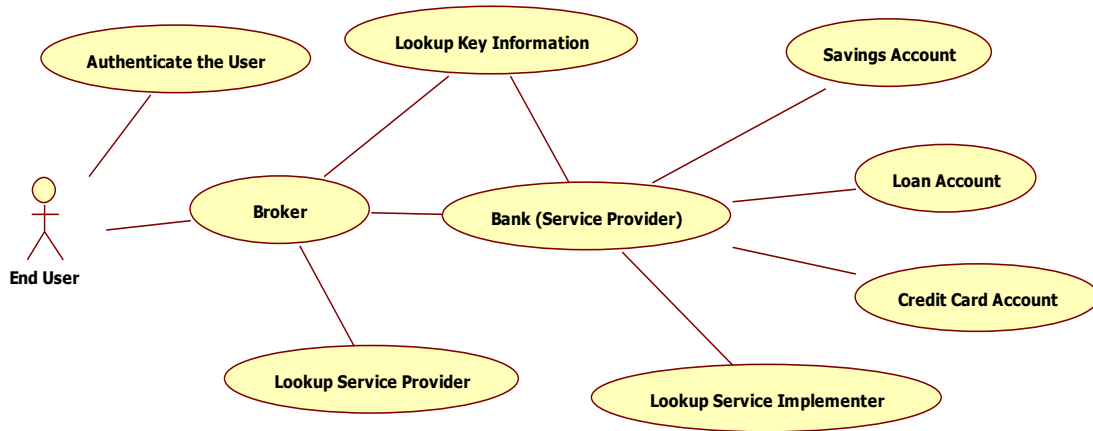 Lookup Key Information
Savings Account
Authenticate the User
Loan Account
Broker
Bank (Service Provider)
End User
Credit Card Account
Lookup Service Provider
Lookup Service Implementer